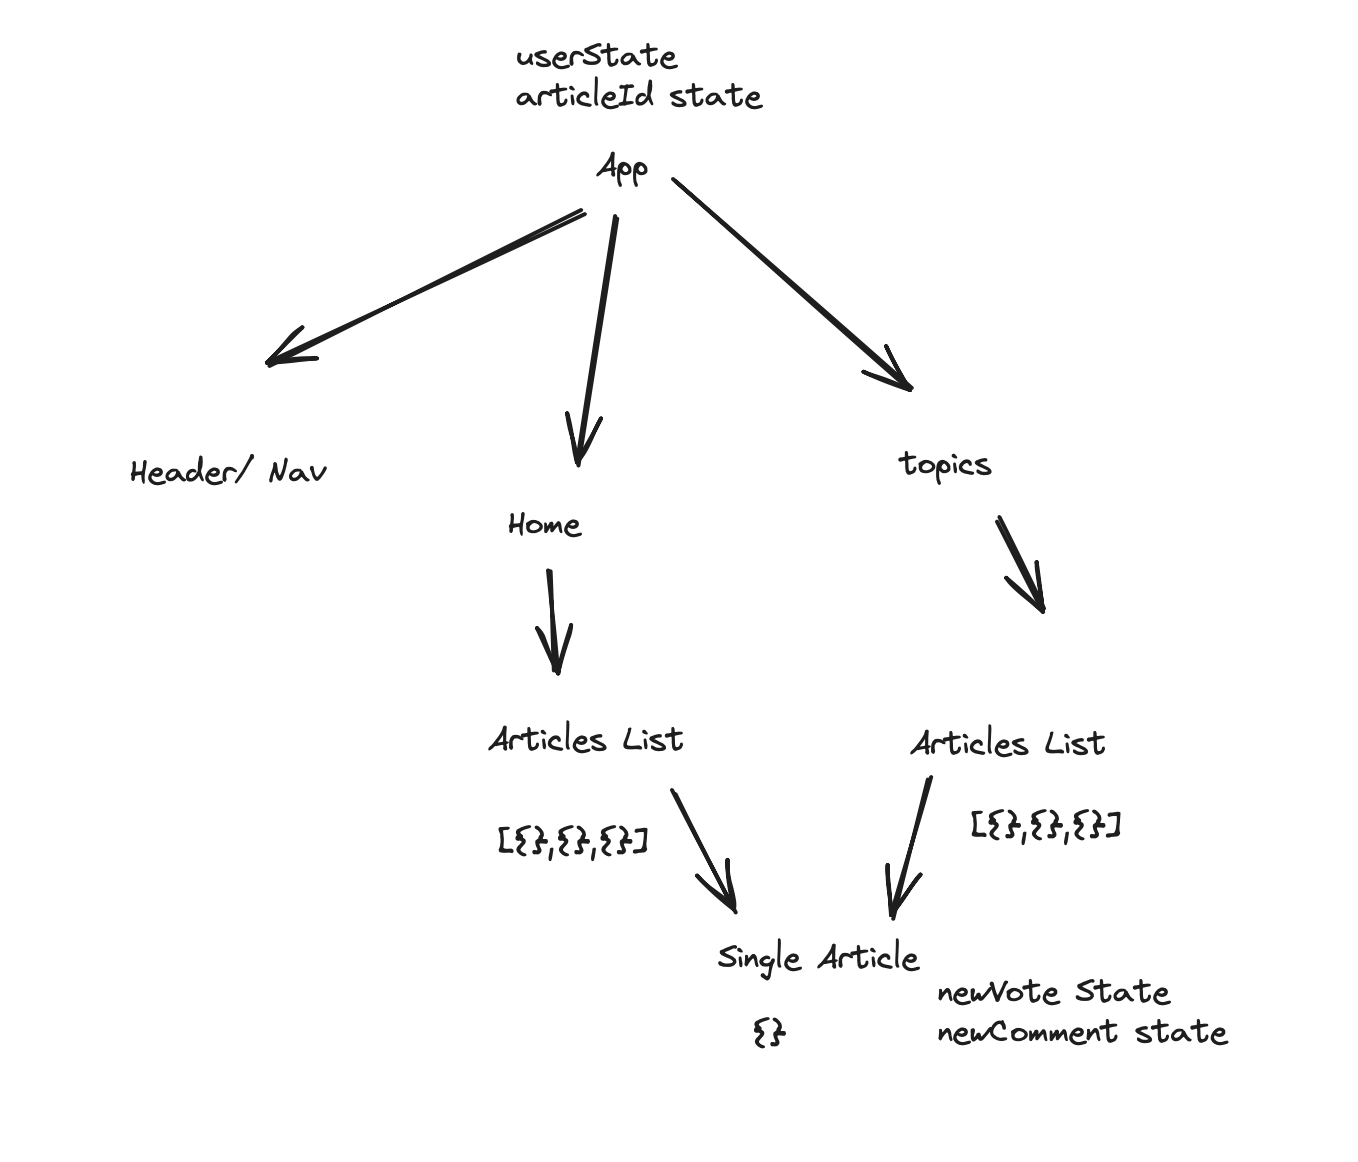 userState
articleId state
App
Header/ Nav
topics
Home
Articles List
Articles List
[{},{},{}]
[{},{},{}]
Single Article
newVote State
{}
newComment state